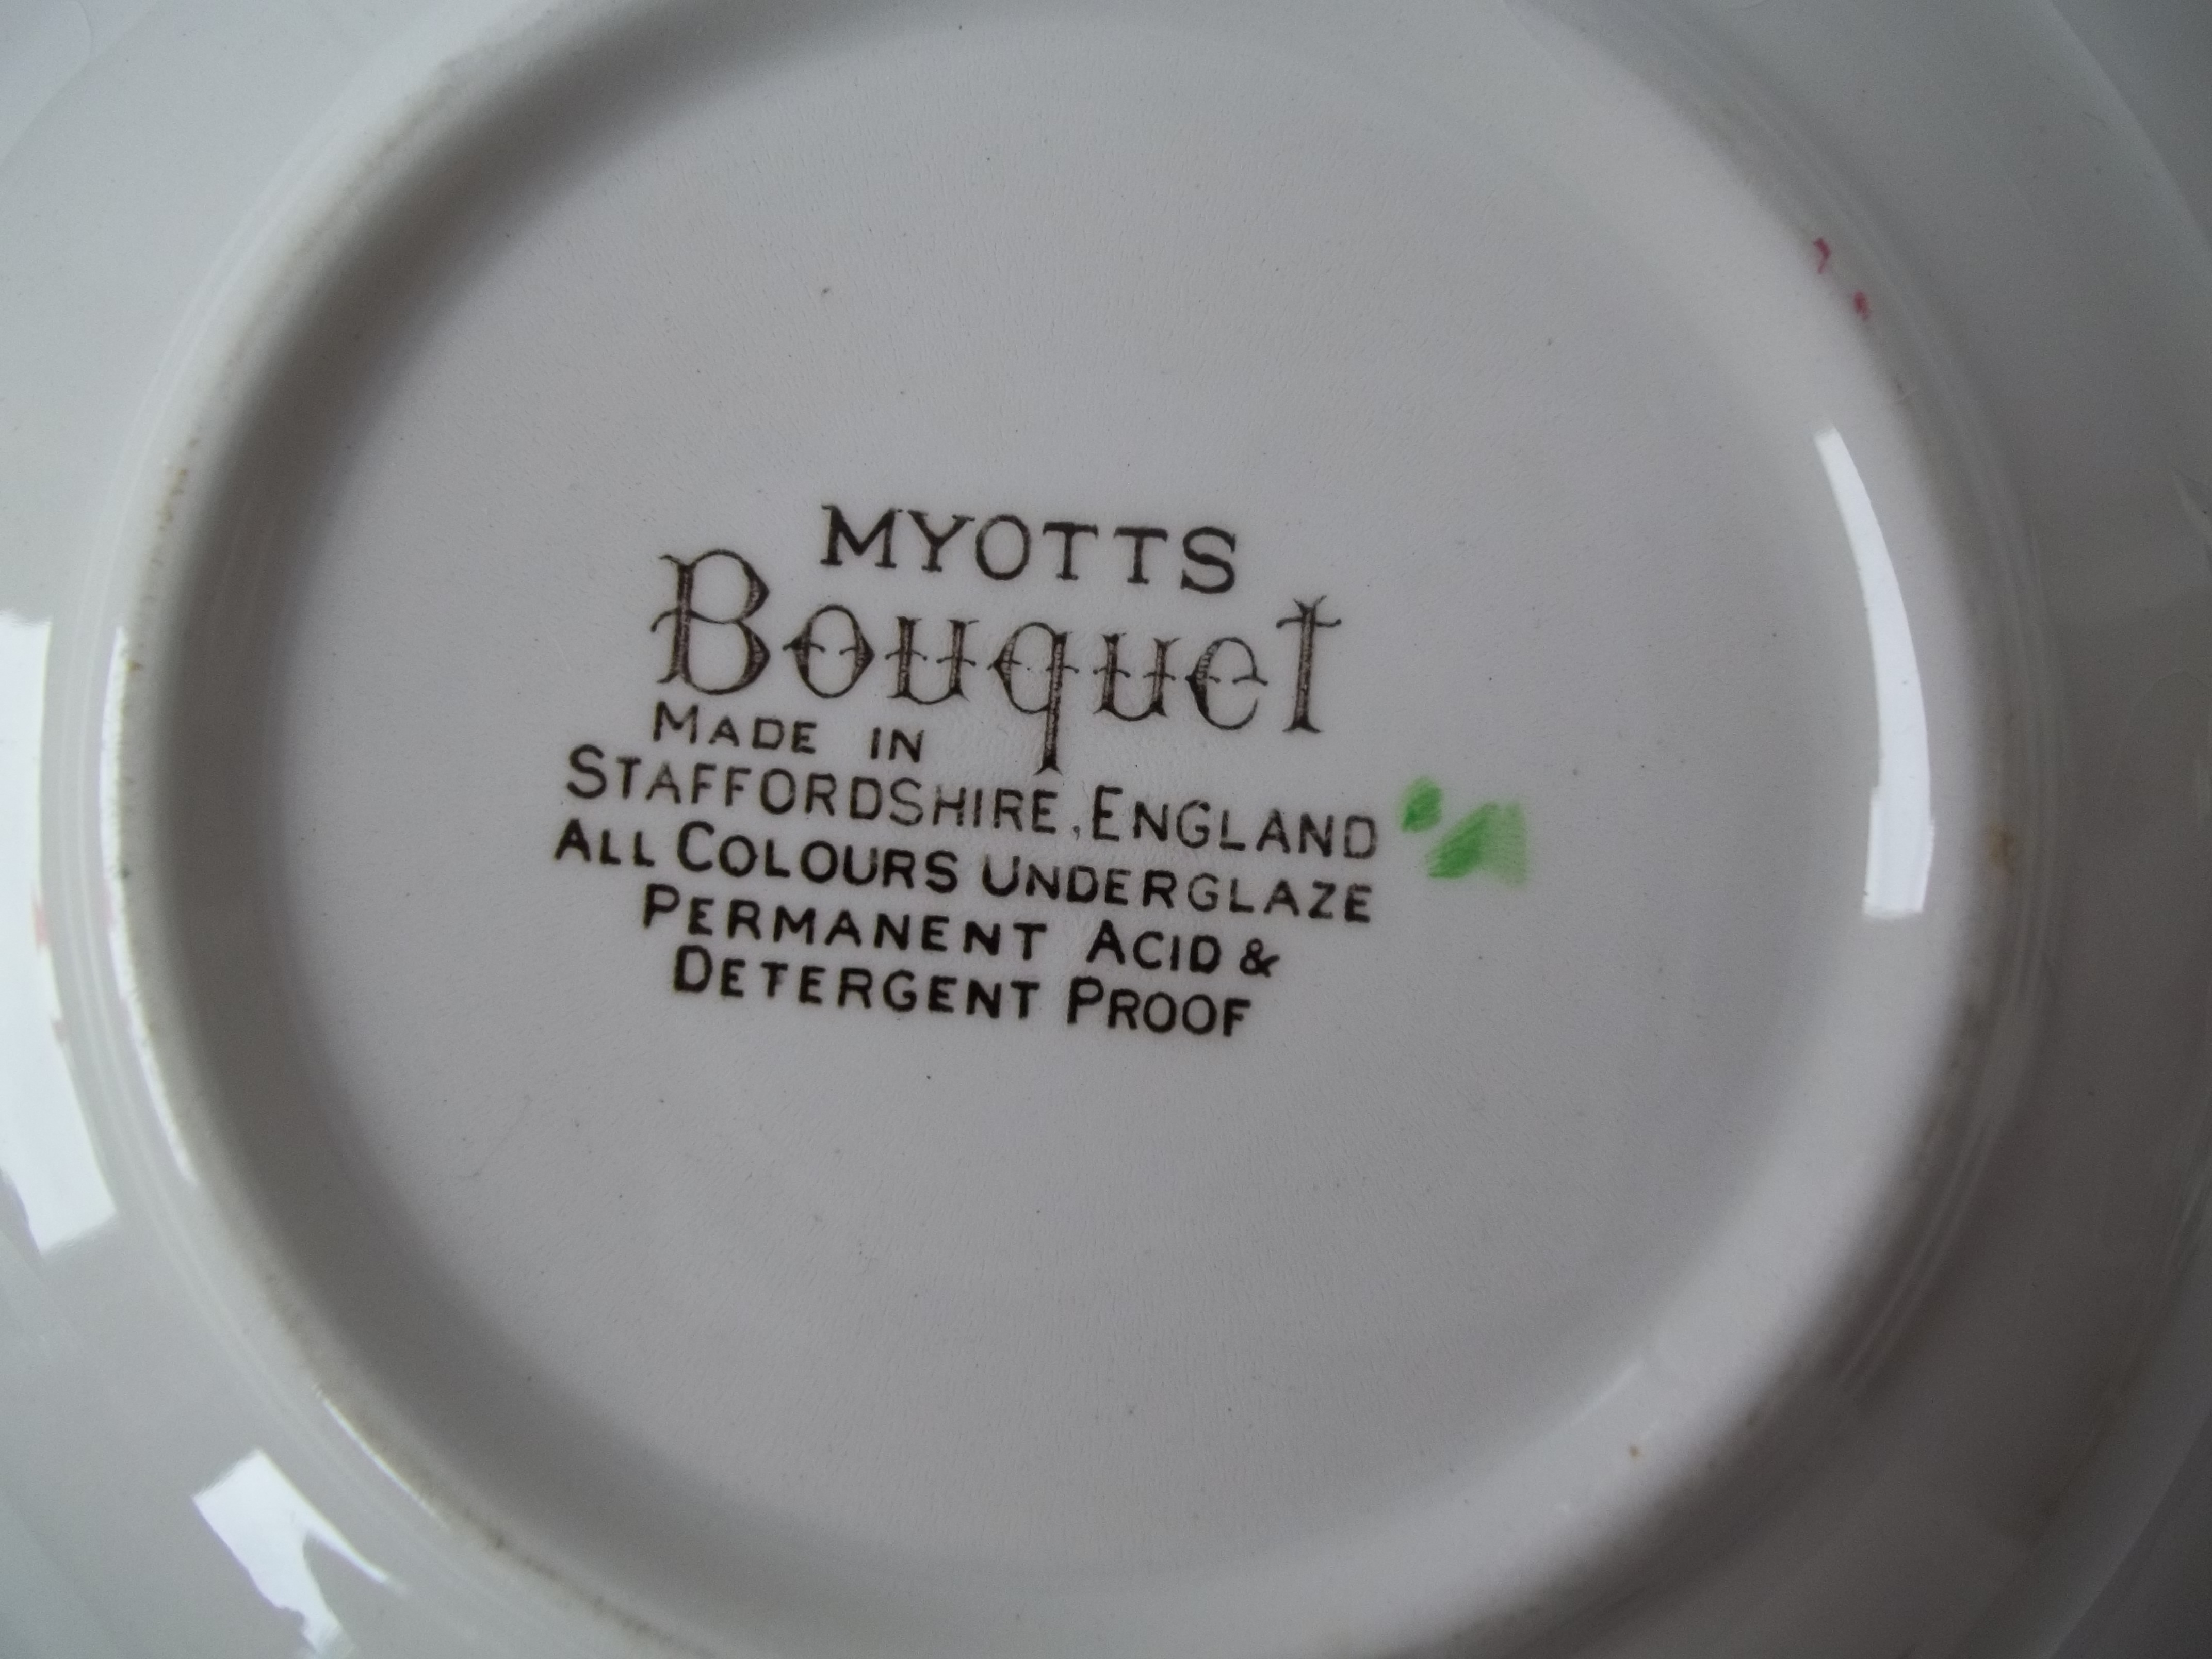 MYOTTS
Bouquet
MADE IN
STAFFORDSHIRE, ENGLAND
ALL COLOURS UNDERGLAZE
PERMANENT ACID &
DETERGENT PROOF